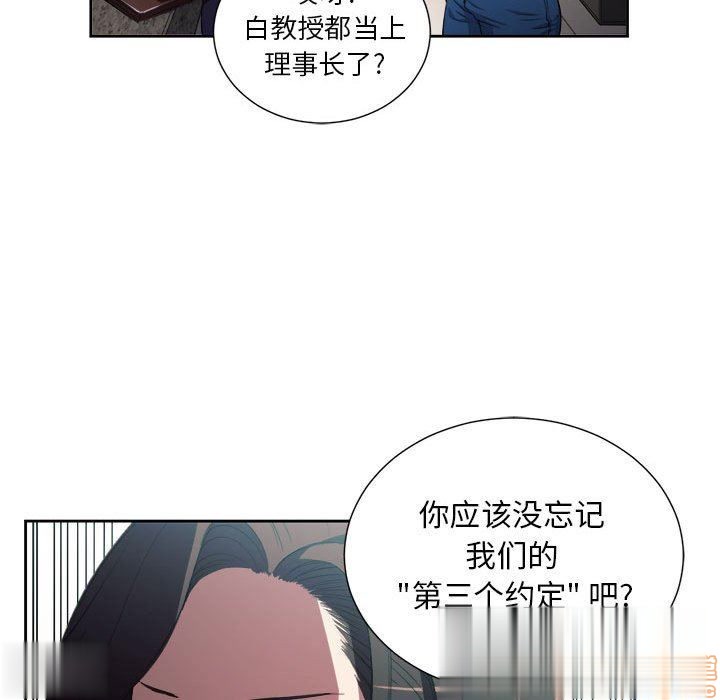 白教授都当上
理事长了?
你应该没忘记
我们的
"第三个约定" 吧?